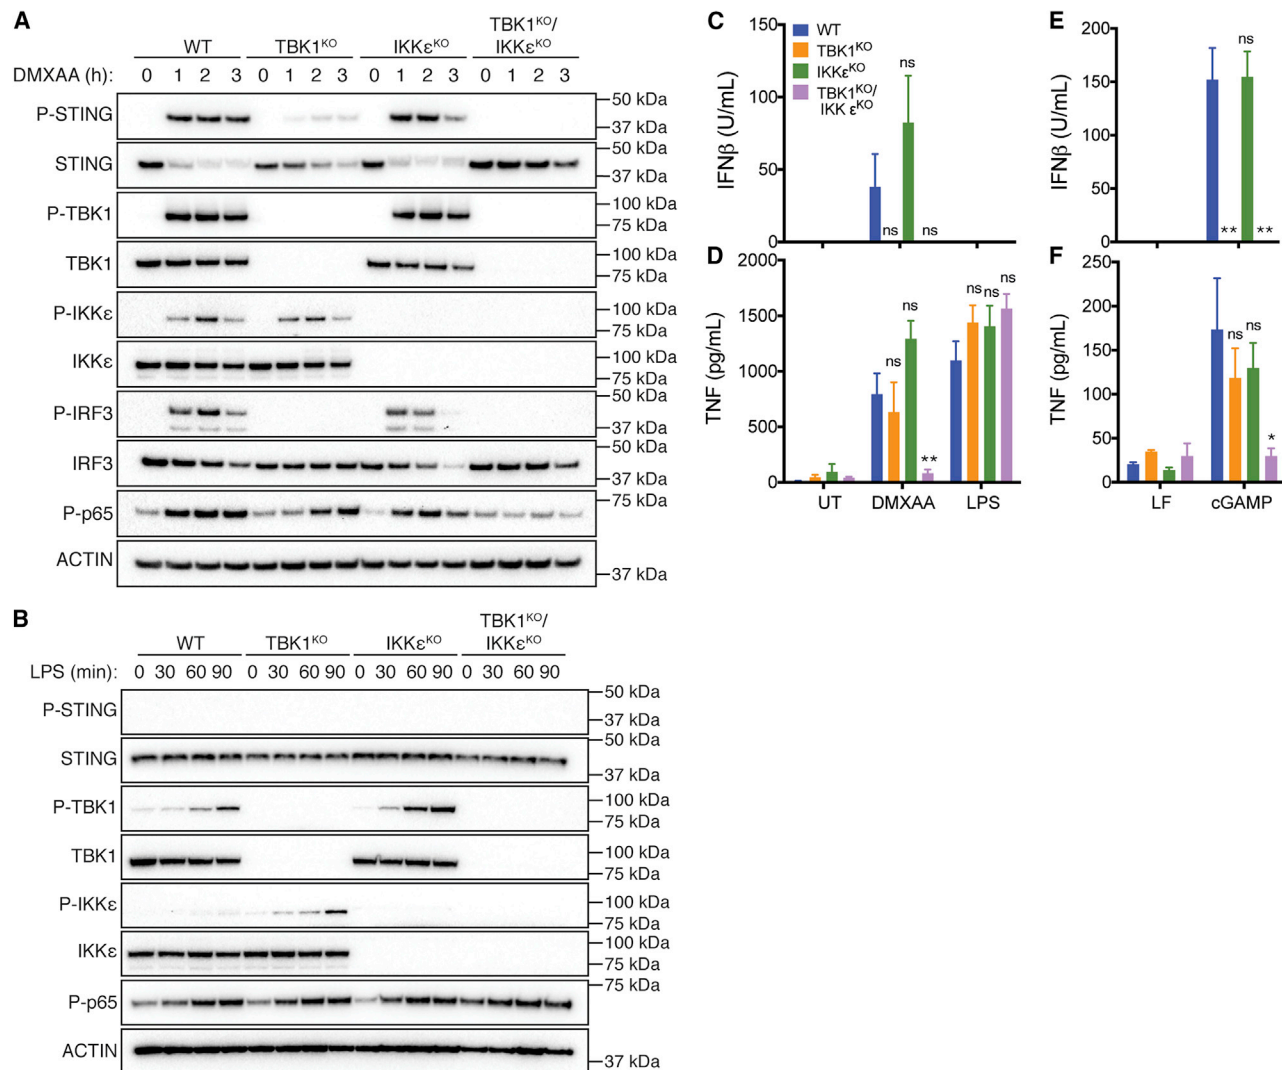 A
WT TBK1KO IKKεKO TBK1KO/
IKKεKO
DMXAA (h): 0 1 2 3 0 1 2 3 0 1 2 3 0 1 2 3
P-STING
50 kDa
37 kDa
STING
50 kDa
37 kDa
P-TBK1
100 kDa
75 kDa
TBK1
100 kDa
75 kDa
P-IKKε
100 kDa
75 kDa
IKKε
100 kDa
75 kDa
P-IRF3
50 kDa
37 kDa
IRF3
50 kDa
37 kDa
P-p65
75 kDa
ACTIN
37 kDa
B
WT TBK1KO IKKεKO TBK1KO/
IKKεKO
LPS (min): 0 30 60 90 0 30 60 90 0 30 60 90 0 30 60 90
P-STING
50 kDa
37 kDa
STING
50 kDa
37 kDa
P-TBK1
100 kDa
75 kDa
TBK1
100 kDa
75 kDa
P-IKKε
100 kDa
75 kDa
IKKε
100 kDa
75 kDa
P-p65
75 kDa
ACTIN
37 kDa
C
IFNβ (U/mL)
150
100
50
0
WT
TBK1KO
IKKεKO
TBK1KO/
IKK εKO
ns ns ns
D
TNF (pg/mL)
2000
1500
1000
500
0
ns ns **
ns ns ns
UT DMXAA LPS
E
IFNβ (U/mL)
200
150
100
50
0
** ns **
F
TNF (pg/mL)
250
200
150
100
50
0
ns ns *
LF cGAMP